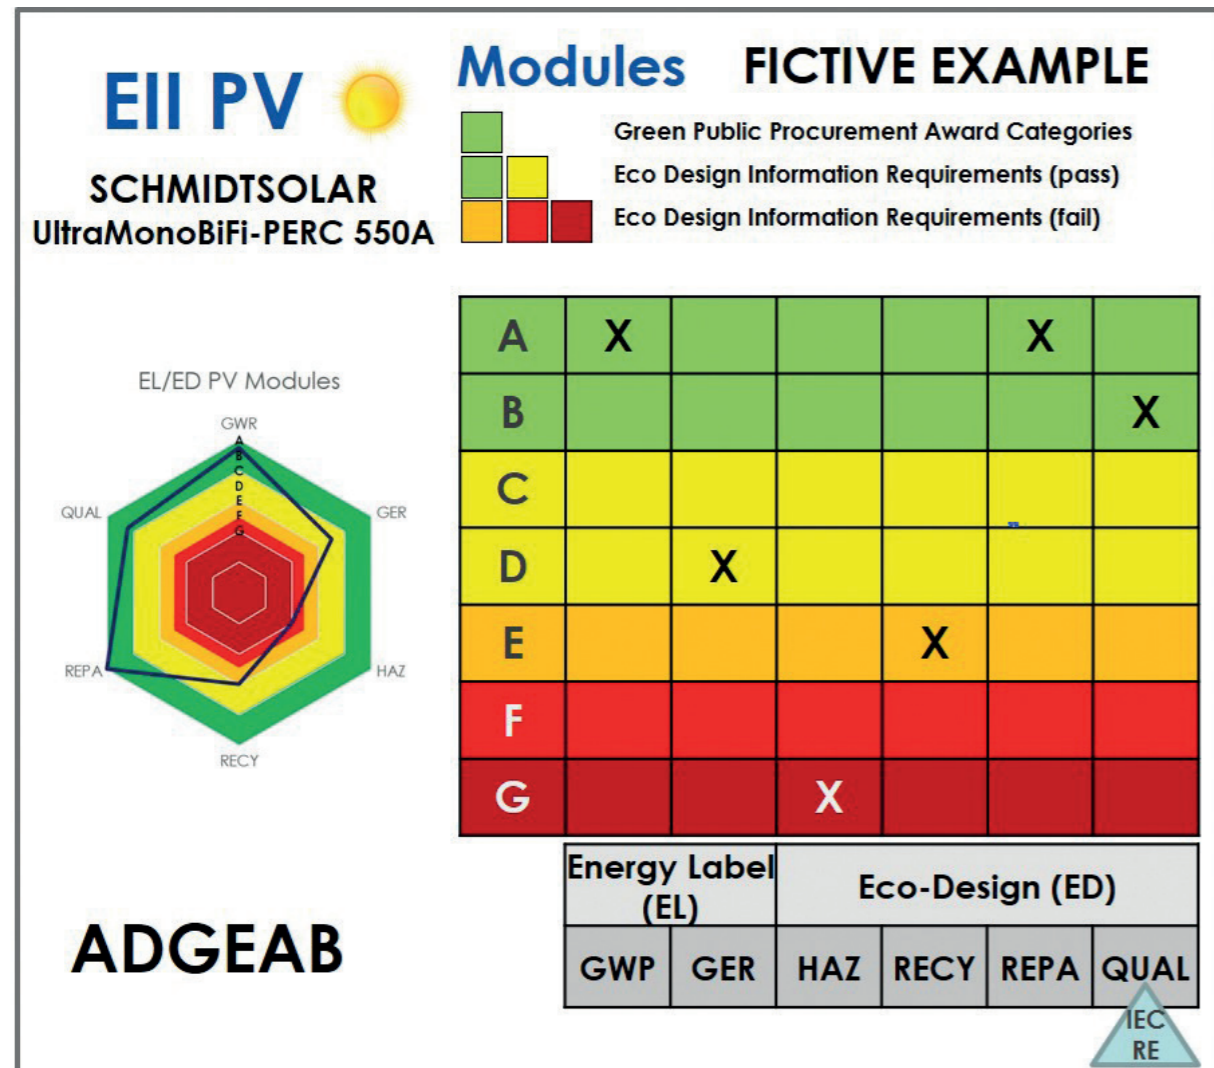 EII PV
Modules
FICTIVE EXAMPLE
SCHMIDTSOLAR
UltraMonoBiFi-PERC 550A
Green Public Procurement Award Categories
Eco Design Information Requirements (pass)
Eco Design Information Requirements (fail)
EL/ED PV Modules
GWR
A
B
C
D
E
F
G
QUAL
GER
REPA
HAZ
RECY
A X X
B X
C
D X
E X
F
G X
Energy Label
(EL)
Eco-Design (ED)
GWP GER HAZ RECY REPA QUAL
IEC
RE
ADGEAB